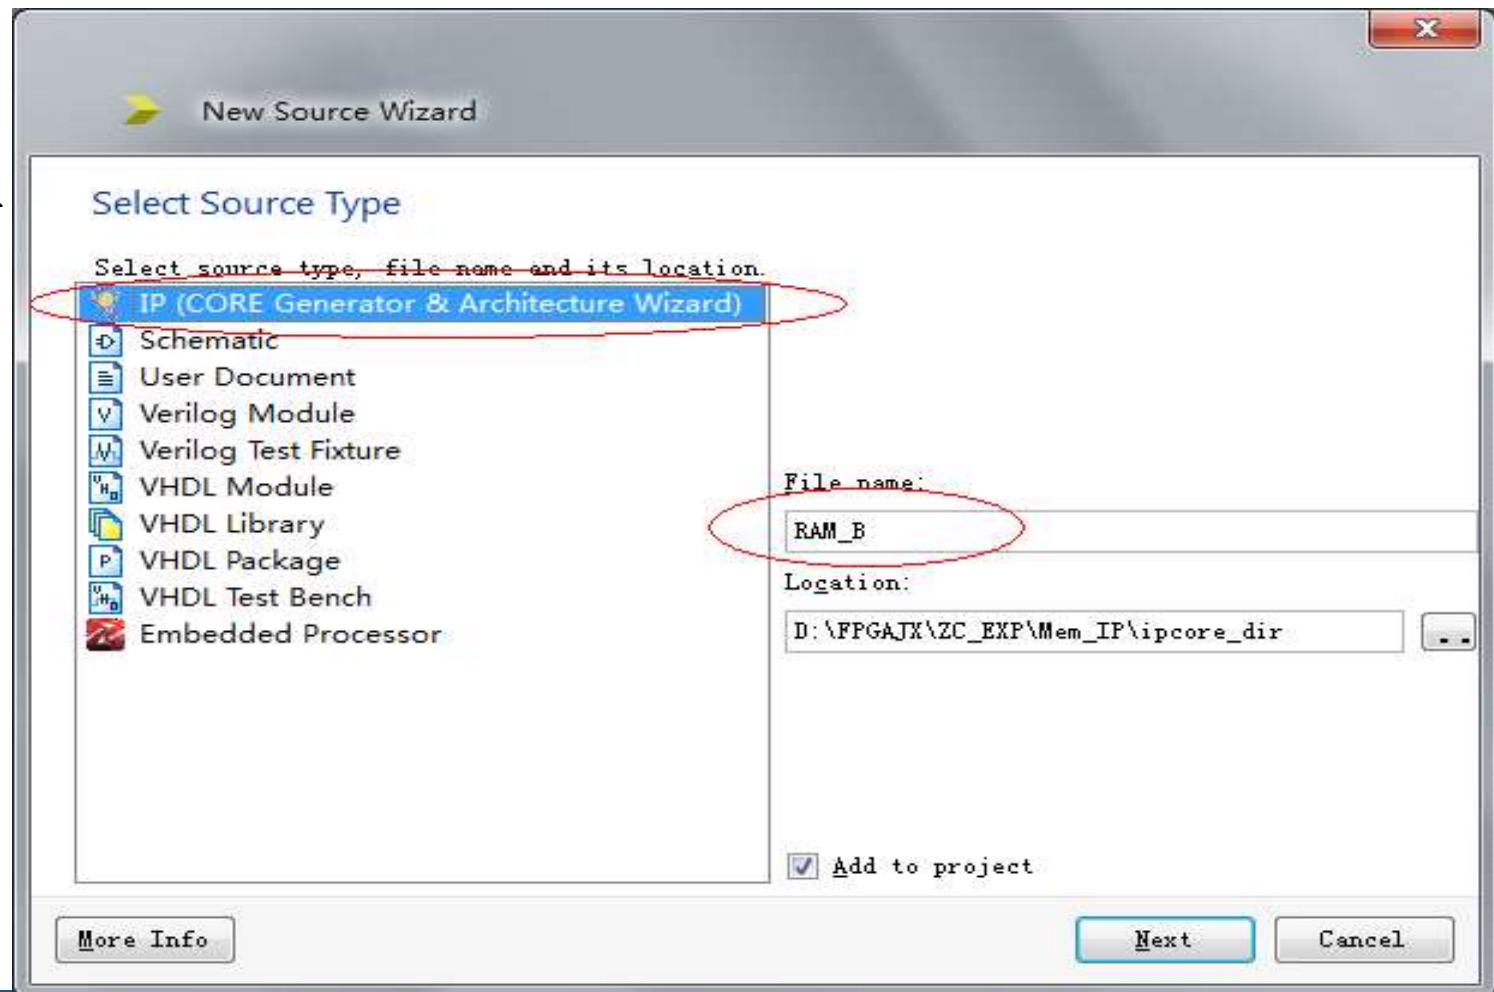 New Source Wizard
Select Source Type
Select source type, file name and its location.
IP (CORE Generator & Architecture Wizard)
Schematic
User Document
Verilog Module
Verilog Test Fixture
VHDL Module
VHDL Library
VHDL Package
VHDL Test Bench
Embedded Processor
File name:
RAM_B
Location:
D:\FPGAJX\ZC_EXP\Mem_IP\ipcore_dir
..
Add to project
More Info
Next
Cancel